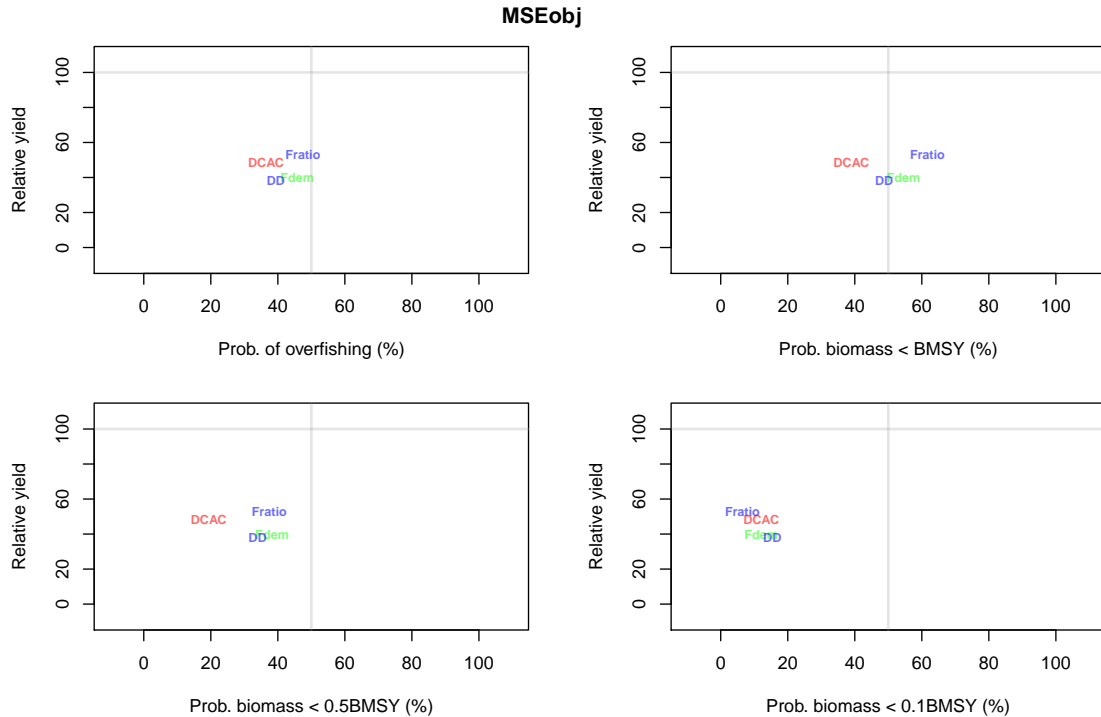 MSEobj
Relative yield
0 20 60 100
Fratio
DCAC
Fdem
DD
0 20 40 60 80 100
Prob. of overfishing (%)
Relative yield
0 20 60 100
Fratio
DCAC
Fdem
DD
0 20 40 60 80 100
Prob. biomass < BMSY (%)
Relative yield
0 20 60 100
Fratio
DCAC
Fdem
DD
0 20 40 60 80 100
Prob. biomass < 0.5BMSY (%)
Relative yield
0 20 60 100
Fratio
DCAC
Fdem
DD
0 20 40 60 80 100
Prob. biomass < 0.1BMSY (%)